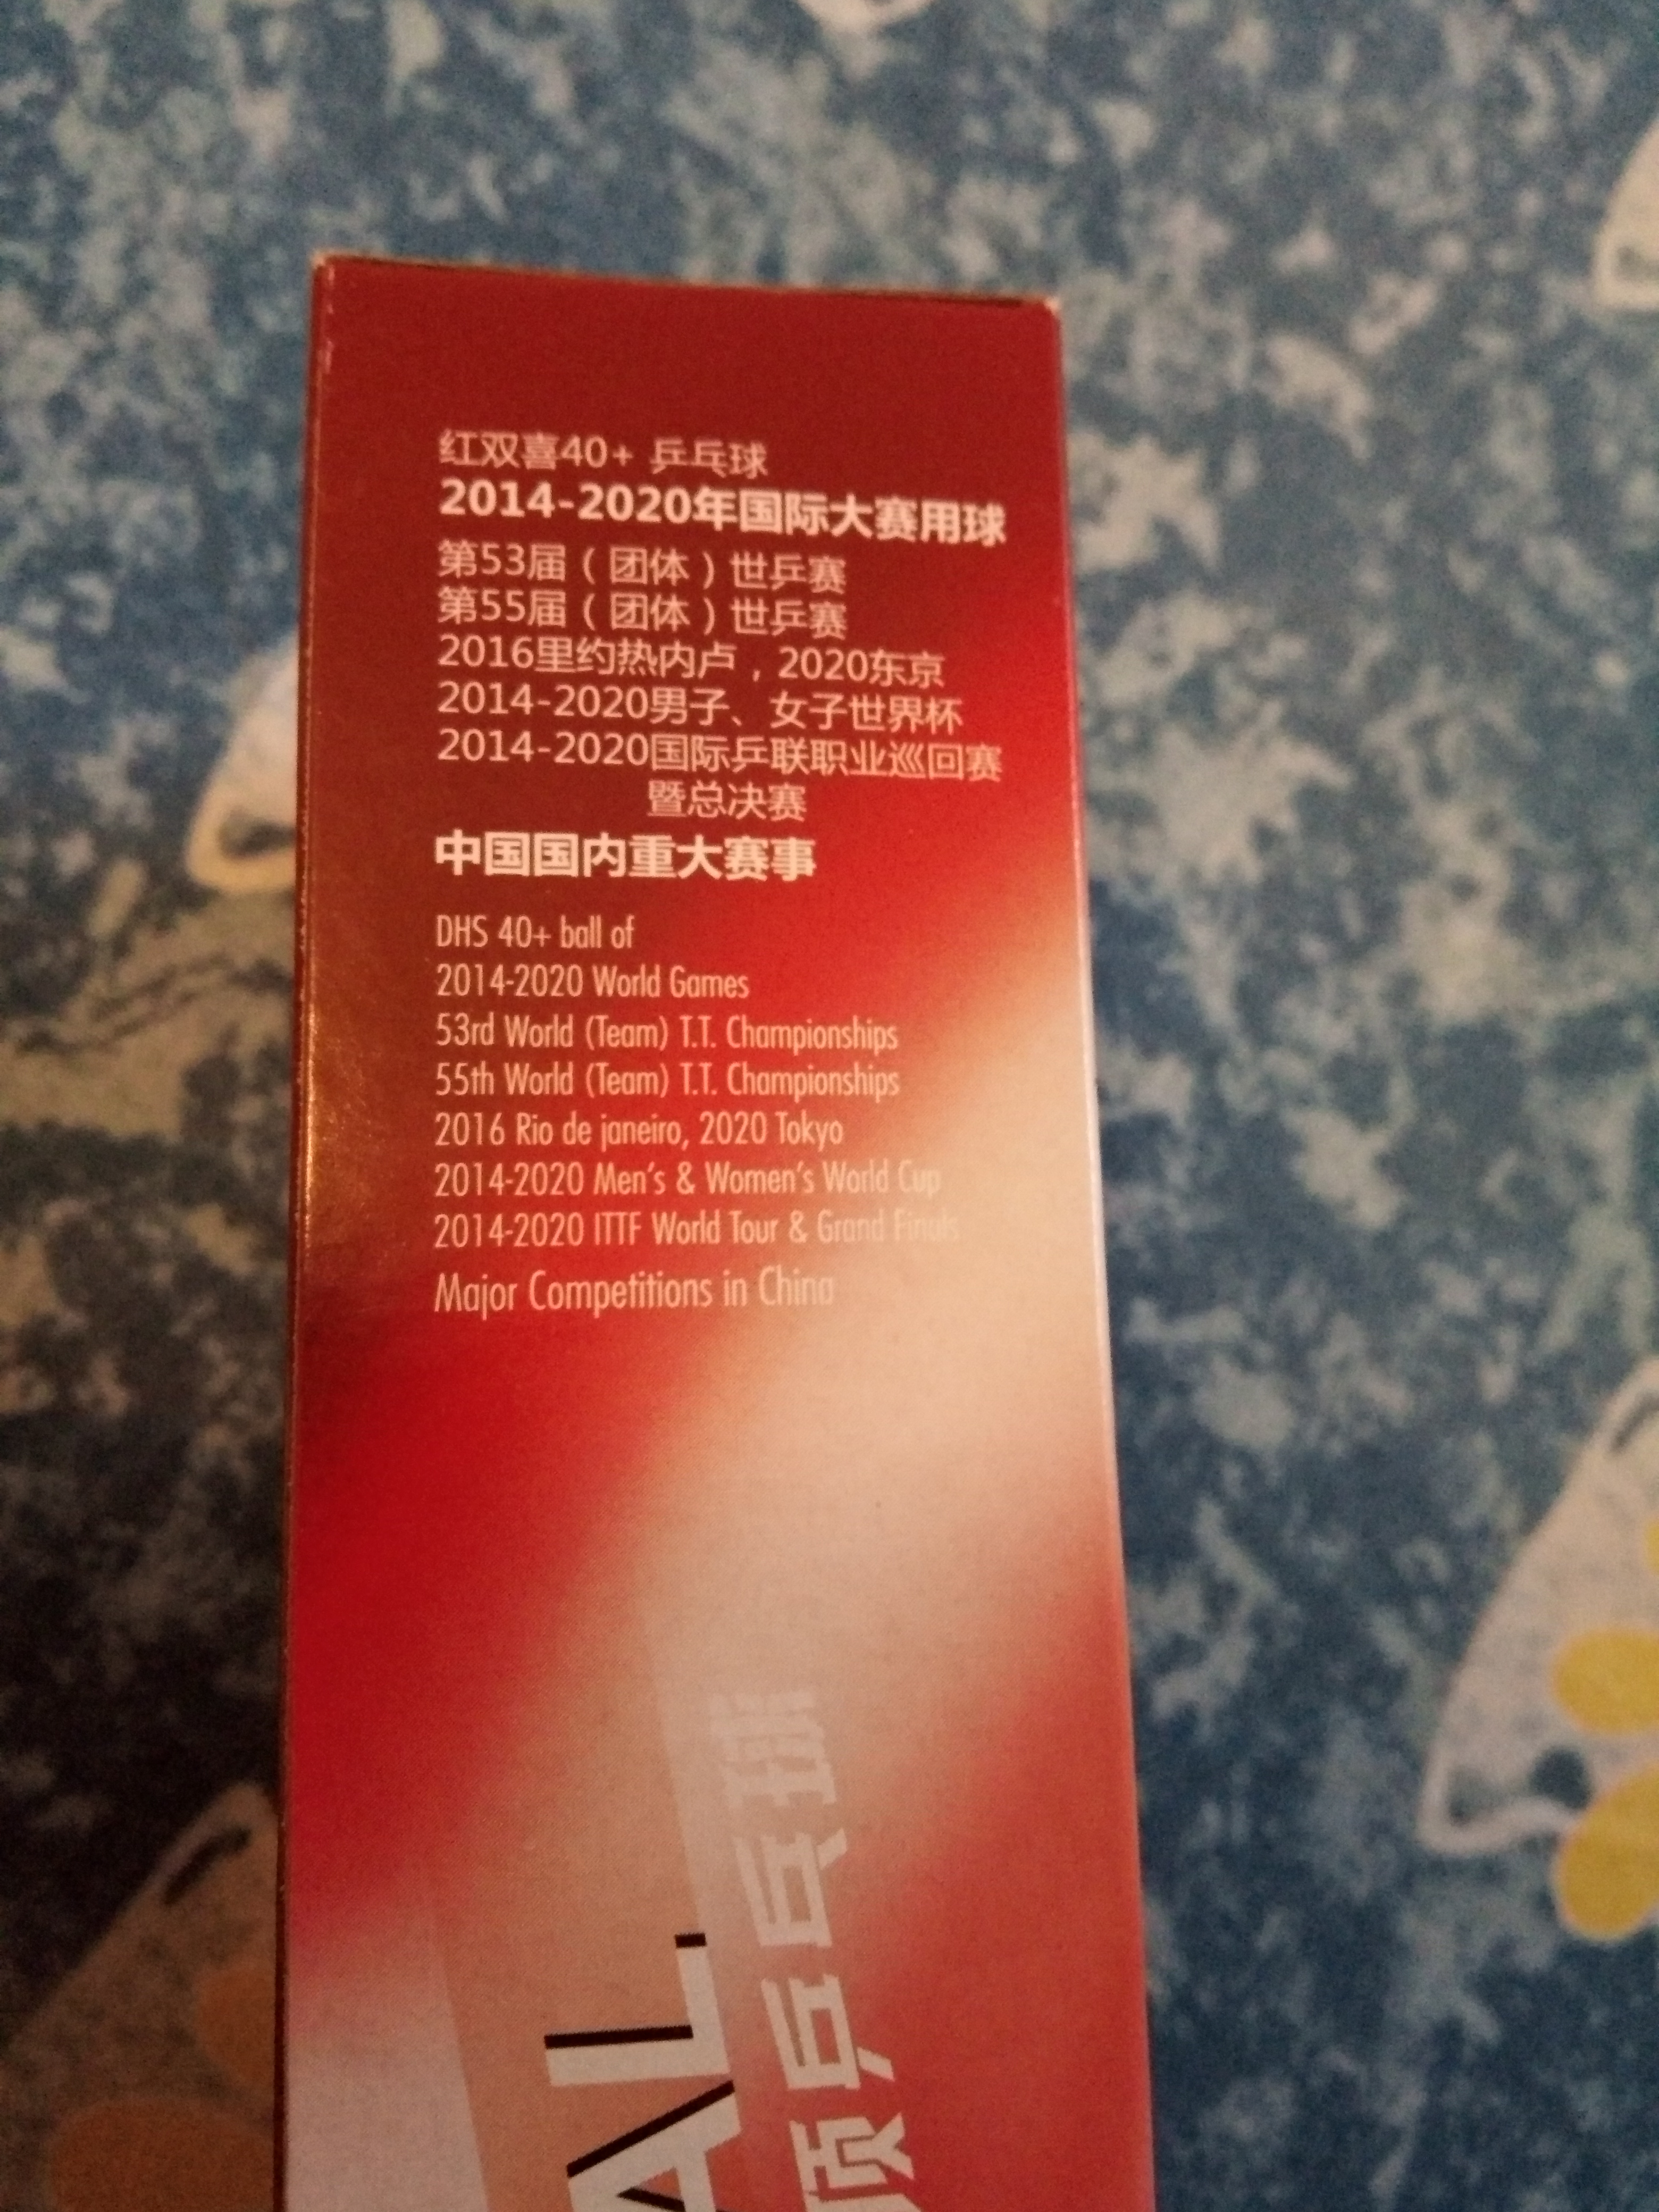 红双喜40+ 乒乓球
2014-2020年国际大赛用球
第53届（团体）世乒赛
第55届（团体）世乒赛
2016里约热内卢，2020东京
2014-2020男子、女子世界杯
2014-2020国际乒联职业巡回赛
暨总决赛
中国国内重大赛事
DHS 40+ ball of
2014-2020 World Games
53rd World (Team) T.T. Championships
55th World (Team) T.T. Championships
2016 Rio de janeiro, 2020 Tokyo
2014-2020 Men's & Women's World Cup
2014-2020 ITTF World Tour & Grand Finals
Major Competitions in China
AL
顶乒乓球